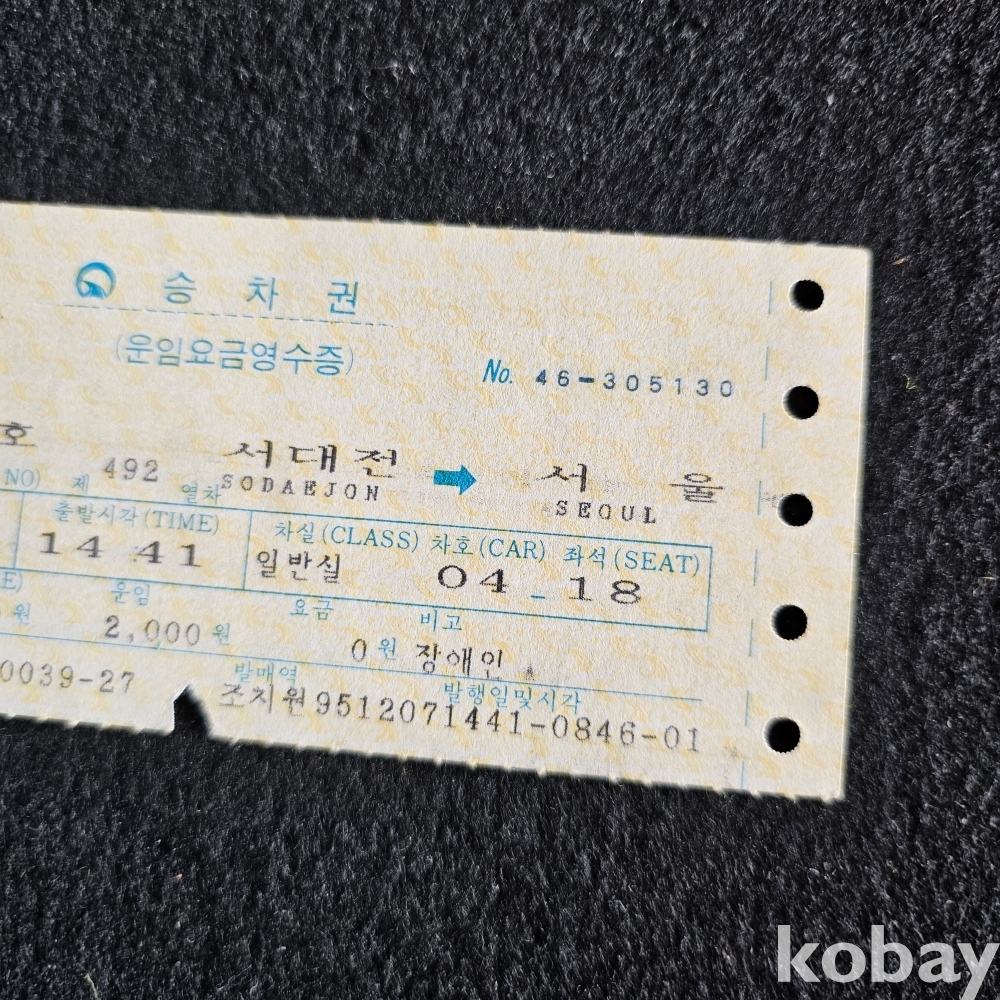 승 차 권
(운임요금영수증)
No. 46-305130
호 서대전 서 울
NO) 제 492 열차 SODAEJON SEOUL
출발시각(TIME) 차실(CLASS) 차호(CAR) 좌석(SEAT)
14:41 일반실 04 - 18
E) 운임 요금 비고
원 2,000원 0원 장애인
발매역 발행일및시각
0039-27 조치원 9512071441-0846-01
kobay